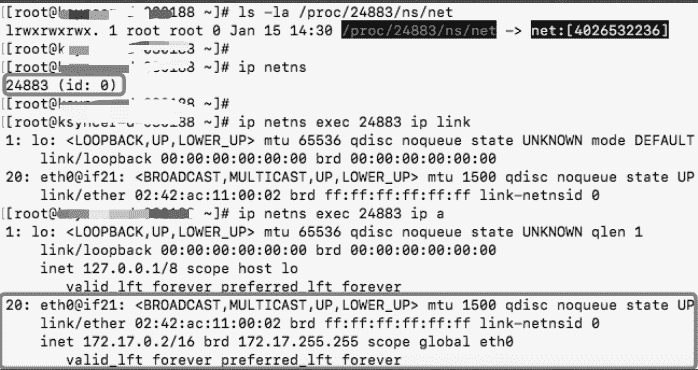 [[root@k 188 ~]# ls -la /proc/24883/ns/net
lrwxrwxrwx. 1 root root 0 Jan 15 14:30 /proc/24883/ns/net -> net:[4026532236]
[[root@k 188 ~]#
[[root@k 188 ~]# ip netns
24883 (id: 0)
[[root@k 188 ~]#
[[root@ksyncer 188 ~]# ip netns exec 24883 ip link
1: lo: <LOOPBACK,UP,LOWER_UP> mtu 65536 qdisc noqueue state UNKNOWN mode DEFAULT
link/loopback 00:00:00:00:00:00 brd 00:00:00:00:00:00
20: eth0@if21: <BROADCAST,MULTICAST,UP,LOWER_UP> mtu 1500 qdisc noqueue state UP
link/ether 02:42:ac:11:00:02 brd ff:ff:ff:ff:ff:ff link-netnsid 0
[[root@k ~]# ip netns exec 24883 ip a
1: lo: <LOOPBACK,UP,LOWER_UP> mtu 65536 qdisc noqueue state UNKNOWN qlen 1
link/loopback 00:00:00:00:00:00 brd 00:00:00:00:00:00
inet 127.0.0.1/8 scope host lo
valid_lft forever preferred_lft forever
20: eth0@if21: <BROADCAST,MULTICAST,UP,LOWER_UP> mtu 1500 qdisc noqueue state UP
link/ether 02:42:ac:11:00:02 brd ff:ff:ff:ff:ff:ff link-netnsid 0
inet 172.17.0.2/16 brd 172.17.255.255 scope global eth0
valid_lft forever preferred_lft forever